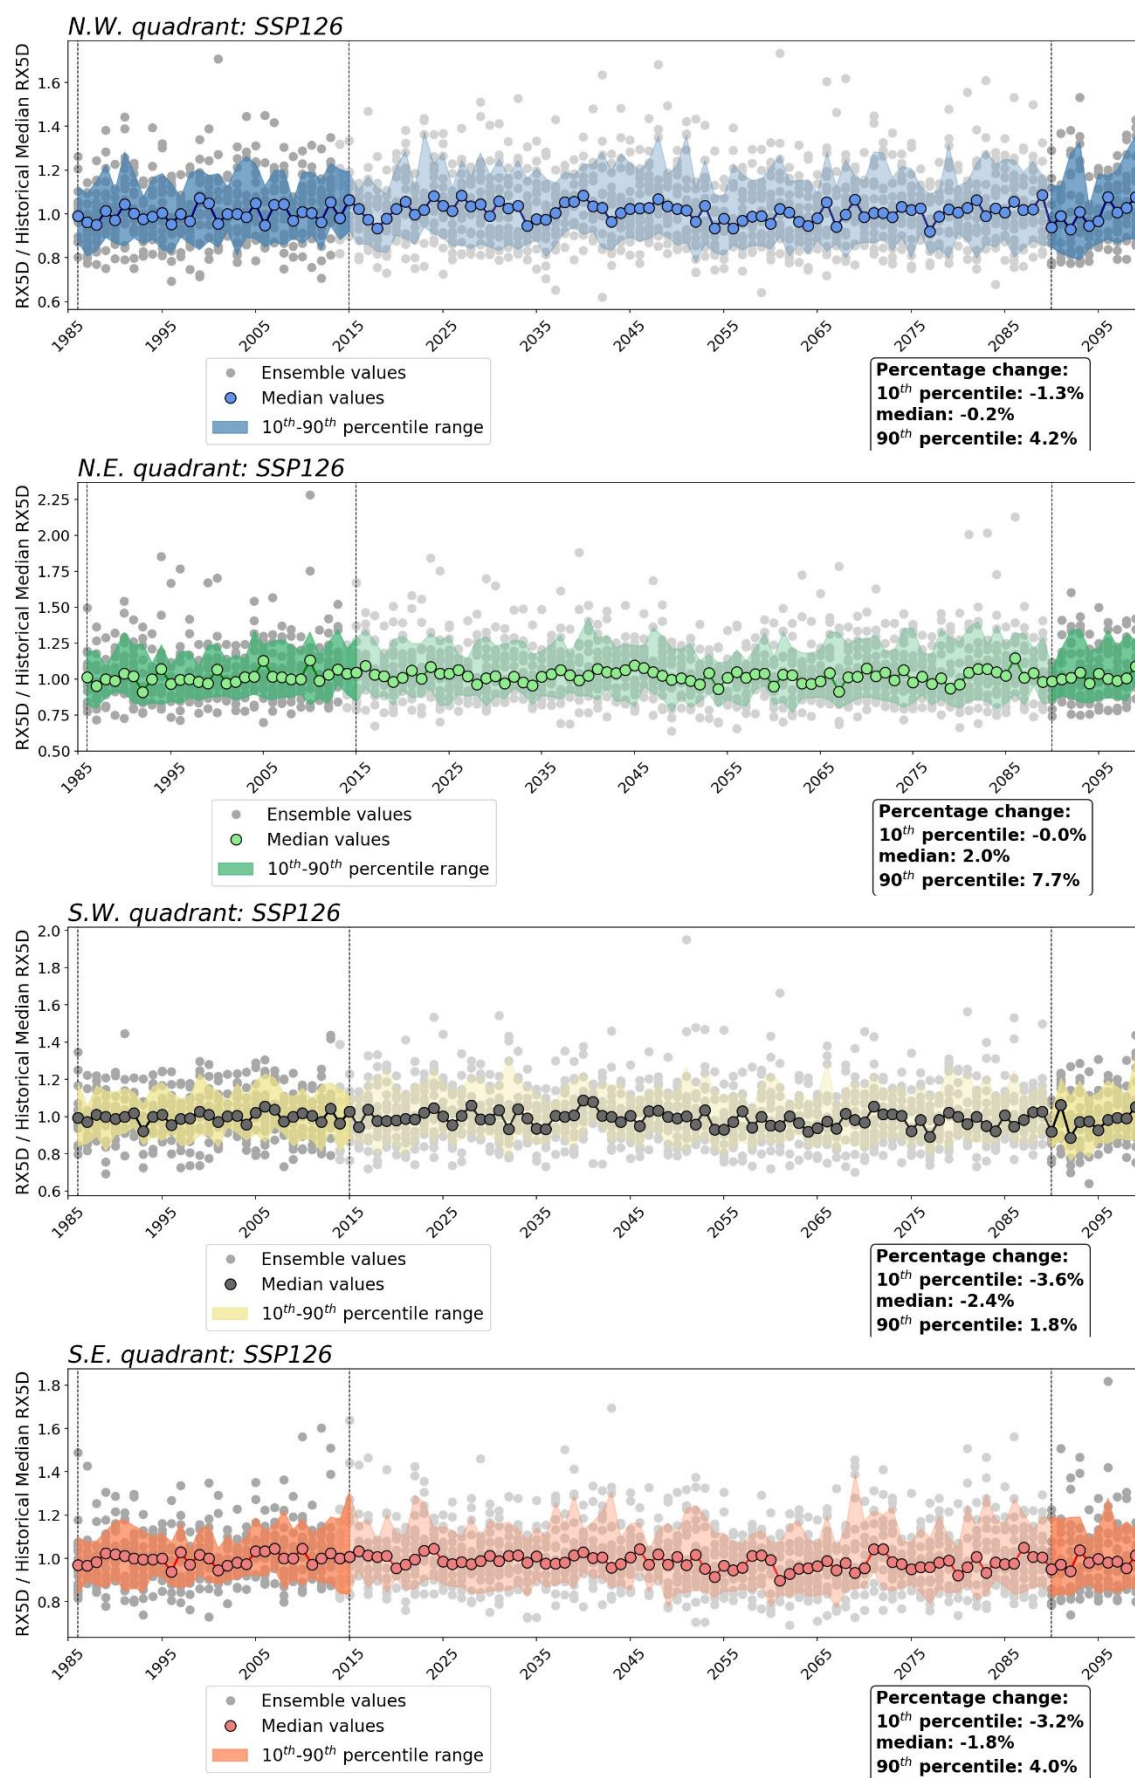 N.W. quadrant: SSP126
RX5D / Historical Median RX5D
1.6
1.4
1.2
1.0
0.8
0.6
1985 1995 2005 2015 2025 2035 2045 2055 2065 2075 2085 2095
Ensemble values
Median values
10th-90th percentile range
Percentage change:
10th percentile: -1.3%
median: -0.2%
90th percentile: 4.2%
N.E. quadrant: SSP126
RX5D / Historical Median RX5D
2.25
2.00
1.75
1.50
1.25
1.00
0.75
0.50
1985 1995 2005 2015 2025 2035 2045 2055 2065 2075 2085 2095
Ensemble values
Median values
10th-90th percentile range
Percentage change:
10th percentile: -0.0%
median: 2.0%
90th percentile: 7.7%
S.W. quadrant: SSP126
RX5D / Historical Median RX5D
2.0
1.8
1.6
1.4
1.2
1.0
0.8
0.6
1985 1995 2005 2015 2025 2035 2045 2055 2065 2075 2085 2095
Ensemble values
Median values
10th-90th percentile range
Percentage change:
10th percentile: -3.6%
median: -2.4%
90th percentile: 1.8%
S.E. quadrant: SSP126
RX5D / Historical Median RX5D
1.8
1.6
1.4
1.2
1.0
0.8
1985 1995 2005 2015 2025 2035 2045 2055 2065 2075 2085 2095
Ensemble values
Median values
10th-90th percentile range
Percentage change:
10th percentile: -3.2%
median: -1.8%
90th percentile: 4.0%